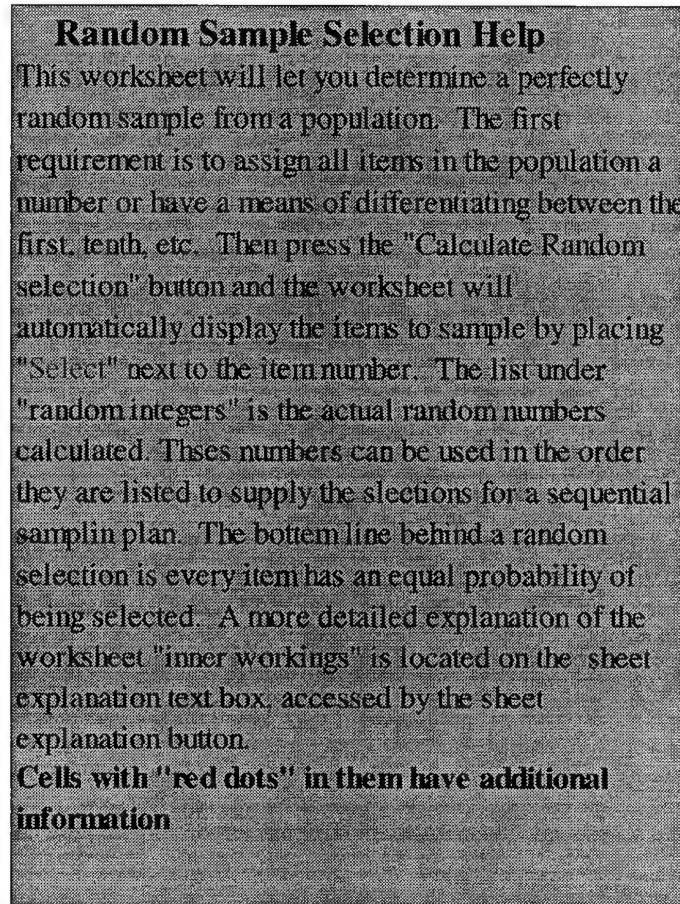 Random Sample Selection Help
This worksheet will let you determine a perfectly
random sample from a population. The first
requirement is to assign all items in the population a
number or have a means of differentiating between the
first, tenth, etc. Then press the "Calculate Random
selection" button and the worksheet will
automatically display the items to sample by placing
"Select" next to the item number. The list under
"random integers" is the actual random numbers
calculated. Thses numbers can be used in the order
they are listed to supply the slections for a sequential
samplin plan. The bottem line behind a random
selection is every item has an equal probability of
being selected. A more detailed explanation of the
worksheet "inner workings" is located on the sheet
explanation text box, accessed by the sheet
explanation button.
Cells with "red dots" in them have additional
information